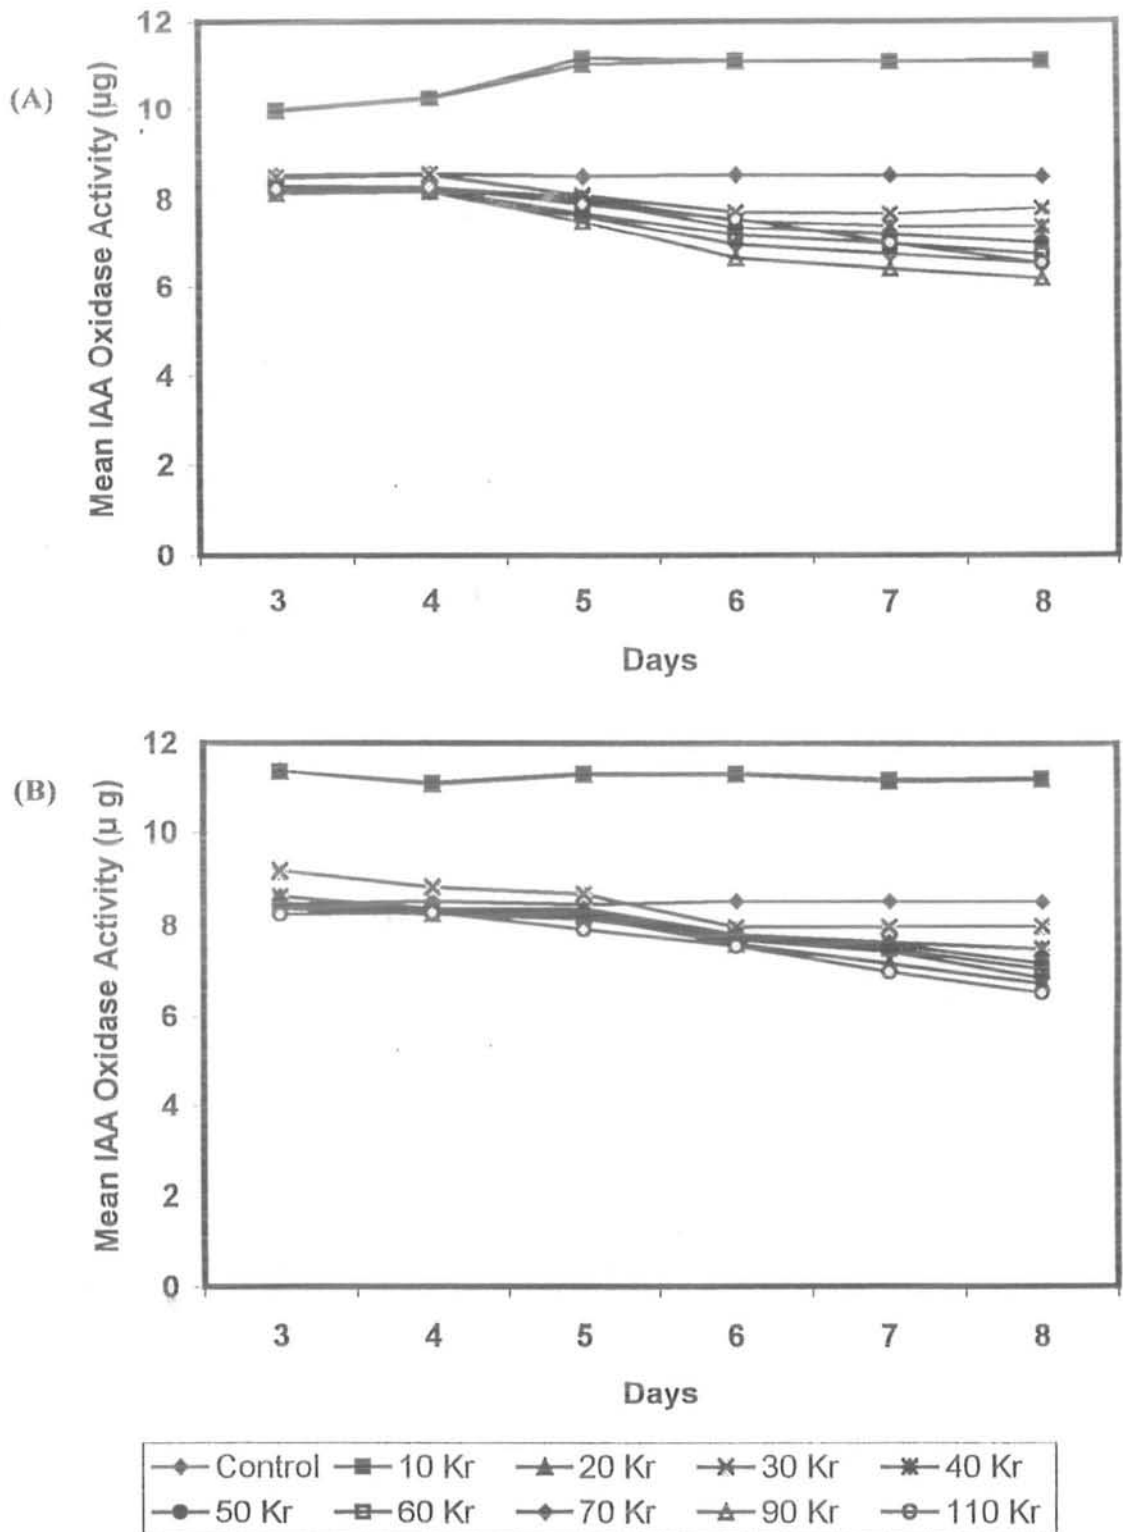 (A)
Mean IAA Oxidase Activity (µg)
12
10
8
6
4
2
0
3 4 5 6 7 8
Days
(B)
Mean IAA Oxidase Activity (µ g)
12
10
8
6
4
2
0
3 4 5 6 7 8
Days
Control 10 Kr 20 Kr 30 Kr 40 Kr
50 Kr 60 Kr 70 Kr 90 Kr 110 Kr